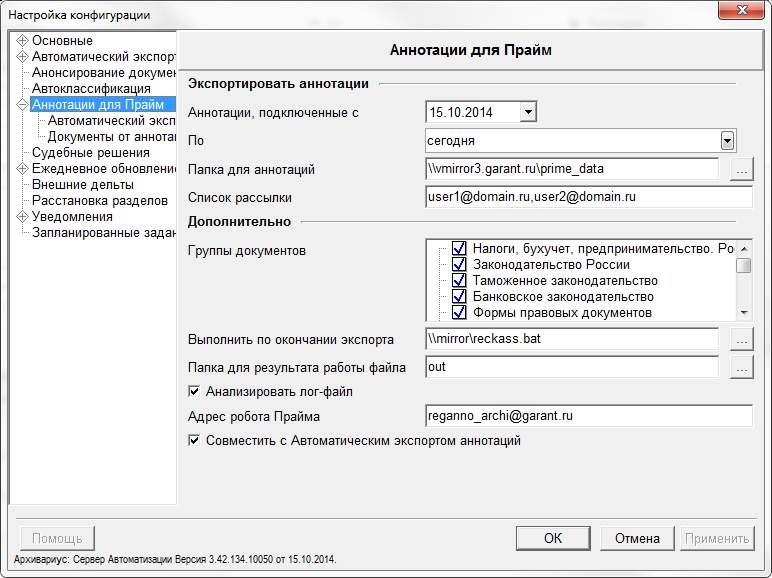 Настройка конфигурации
Основные
Автоматический экспорт
Анонсирование докумен
Автоклассификация
Аннотации для Прайм
Автоматический эксп
Документы от аннота
Судебные решения
Ежедневное обновлени
Внешние дельты
Расстановка разделов
Уведомления
Запланированные задан
Аннотации для Прайм
Экспортировать аннотации
Аннотации, подключенные с
15.10.2014
По
сегодня
Папка для аннотаций
\\vmirror3.garant.ru\prime_data
...
Список рассылки
user1@domain.ru,user2@domain.ru
Дополнительно
Группы документов
Налоги, бухучет, предпринимательство. Ро
Законодательство России
Таможенное законодательство
Банковское законодательство
Формы правовых документов
Выполнить по окончании экспорта
\\mirror\reckass.bat
...
Папка для результата работы файла
out
...
Анализировать лог-файл
Адрес робота Прайма
reganno_archi@garant.ru
Совместить с Автоматическим экспортом аннотаций
Помощь
OK
Отмена
Применить
Архивариус: Сервер Автоматизации Версия 3.42.134.10050 от 15.10.2014.